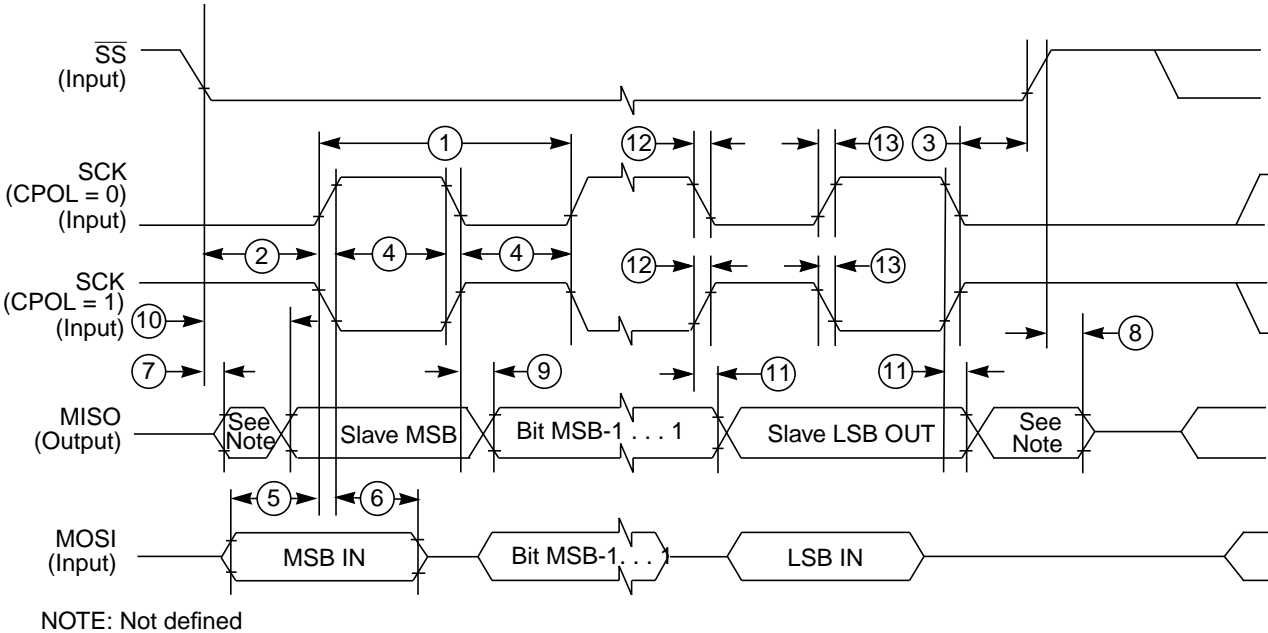 SS
(Input)
1
12
13
3
SCK
(CPOL = 0)
(Input)
2
4
4
12
13
SCK
(CPOL = 1)
(Input)
10
8
7
9
11
11
MISO
(Output)
See
Note
Slave MSB
Bit MSB-1 . . . 1
Slave LSB OUT
See
Note
5
6
MOSI
(Input)
MSB IN
Bit MSB-1. . . 1
LSB IN
NOTE: Not defined